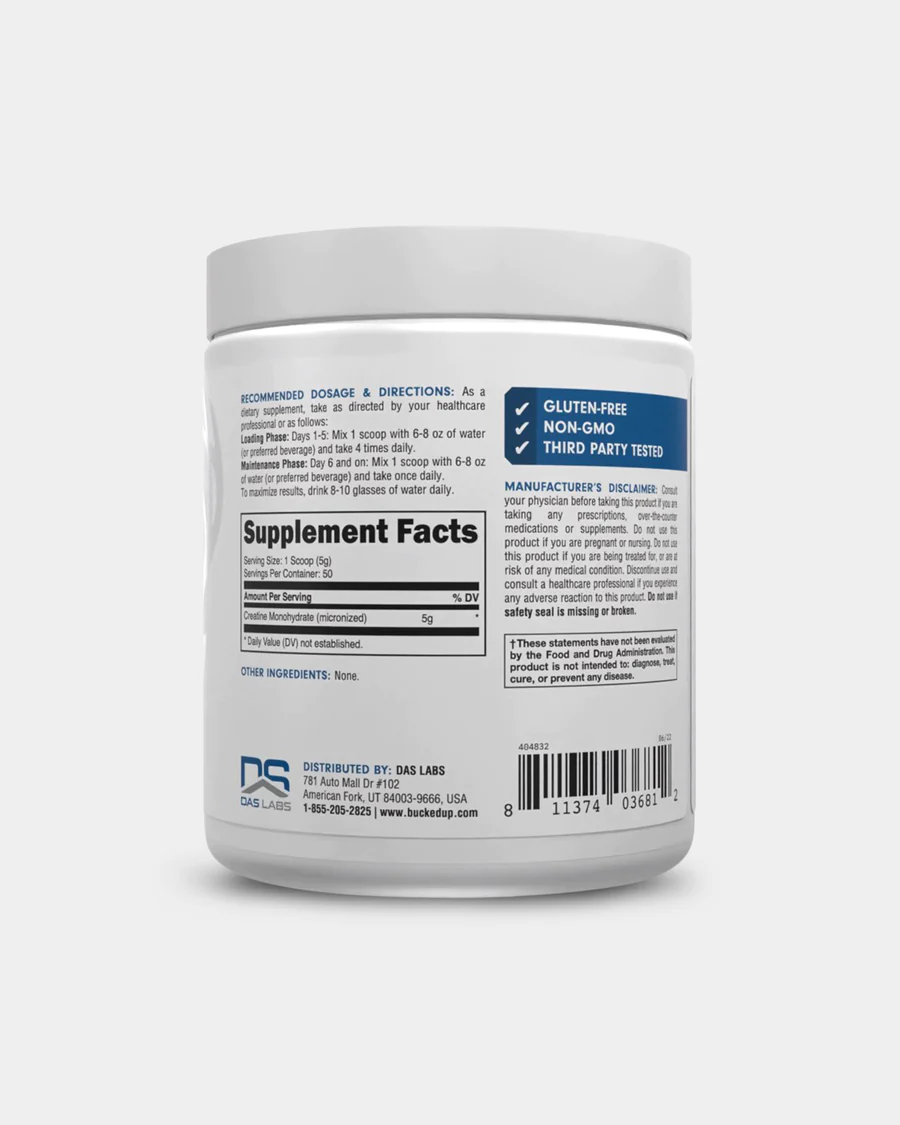 RECOMMENDED DOSAGE & DIRECTIONS: As a
dietary supplement, take as directed by your healthcare
professional or as follows:
Loading Phase: Days 1-5: Mix 1 scoop with 6-8 oz of water
(or preferred beverage) and take 4 times daily.
Maintenance Phase: Day 6 and on: Mix 1 scoop with 6-8 oz
of water (or preferred beverage) and take once daily.
To maximize results, drink 8-10 glasses of water daily.
Supplement Facts
Serving Size: 1 Scoop (5g)
Servings Per Container: 50
Amount Per Serving % DV
Creatine Monohydrate (micronized) 5g *
* Daily Value (DV) not established.
OTHER INGREDIENTS: None.
DS
DAS LABS
DISTRIBUTED BY: DAS LABS
781 Auto Mall Dr #102
American Fork, UT 84003-9666, USA
1-855-205-2825 | www.buckedup.com
✔ GLUTEN-FREE
✔ NON-GMO
✔ THIRD PARTY TESTED
MANUFACTURER'S DISCLAIMER: Consult
your physician before taking this product if you are
taking any prescriptions, over-the-counter
medications or supplements. Do not use this
product if you are pregnant or nursing. Do not use
this product if you are being treated for, or are at
risk of any medical condition. Discontinue use and
consult a healthcare professional if you experience
any adverse reaction to this product. Do not use if
safety seal is missing or broken.
†These statements have not been evaluated
by the Food and Drug Administration. This
product is not intended to: diagnose, treat,
cure, or prevent any disease.
404832 06/22
8 11374 03681 2